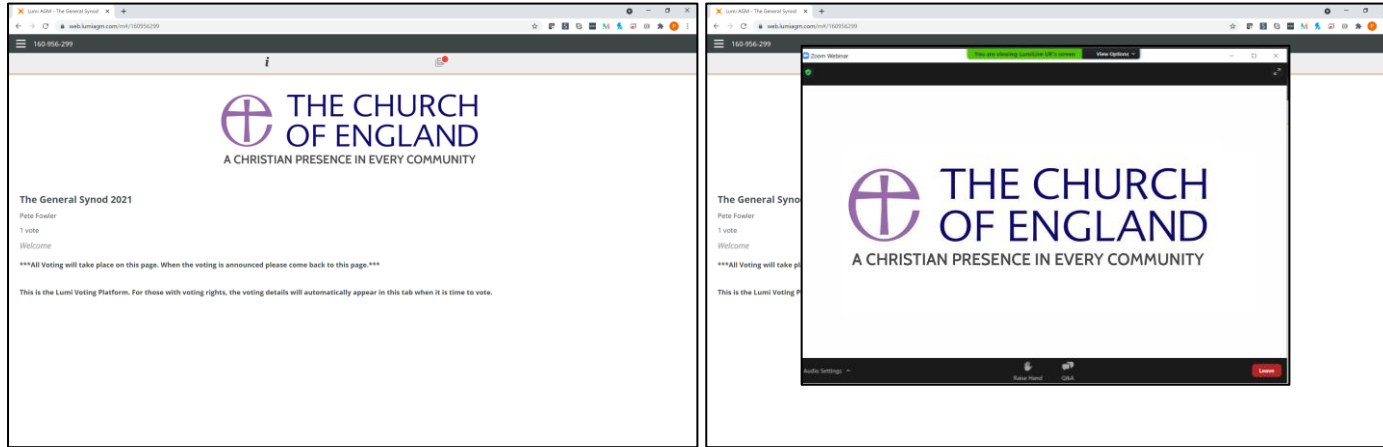 Lumi AGM - The General Synod
web.lumiagm.com/#/160956299
160-956-299
THE CHURCH
OF ENGLAND
A CHRISTIAN PRESENCE IN EVERY COMMUNITY
The General Synod 2021
Pete Fowler
1 vote
Welcome
***All Voting will take place on this page. When the voting is announced please come back to this page.***
This is the Lumi Voting Platform. For those with voting rights, the voting details will automatically appear in this tab when it is time to vote.
Lumi AGM - The General Synod
web.lumiagm.com/#/160956299
160-956-299
Zoom Webinar
You are viewing LumiLive UK's screen
View Options
THE CHURCH
OF ENGLAND
A CHRISTIAN PRESENCE IN EVERY COMMUNITY
The General Syno
Pete Fowler
1 vote
Welcome
***All Voting will take pl
This is the Lumi Voting P
Audio Settings
Raise Hand
Q&A
Leave